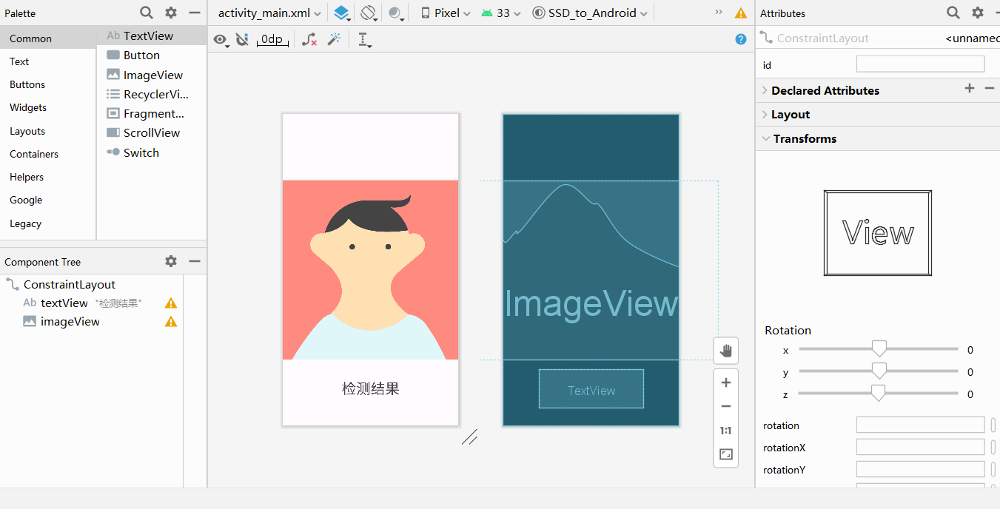 Palette
activity_main.xml
Pixel
33
SSD_to_Android
Attributes
Common
Text
Buttons
Widgets
Layouts
Containers
Helpers
Google
Legacy
Ab TextView
Button
ImageView
RecyclerVi...
Fragment...
ScrollView
Switch
0dp
?
ConstraintLayout
<unnamed
id
Declared Attributes
Layout
Transforms
View
Component Tree
ConstraintLayout
Ab textView "检测结果"
imageView
检测结果
ImageView
TextView
1:1
Rotation
x 0
y 0
z 0
rotation
rotationX
rotationY